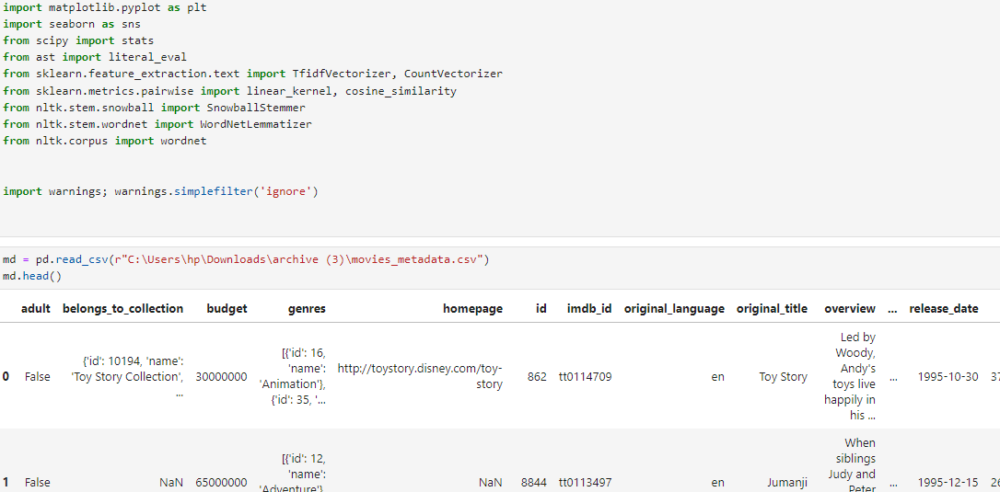 import matplotlib.pyplot as plt
import seaborn as sns
from scipy import stats
from ast import literal_eval
from sklearn.feature_extraction.text import TfidfVectorizer, CountVectorizer
from sklearn.metrics.pairwise import linear_kernel, cosine_similarity
from nltk.stem.snowball import SnowballStemmer
from nltk.stem.wordnet import WordNetLemmatizer
from nltk.corpus import wordnet
import warnings; warnings.simplefilter('ignore')
md = pd.read_csv(r"C:\Users\hp\Downloads\archive (3)\movies_metadata.csv")
md.head()
adult belongs_to_collection budget genres homepage id imdb_id original_language original_title overview ... release_date
Led by
Woody,
[{'id': 16,
{'id': 10194, 'name':
'name':
http://toystory.disney.com/toy-
Andy's
0 False 'Toy Story Collection', 30000000 862 tt0114709 en Toy Story ... 1995-10-30 37
'Animation'},
story
toys live
...
{'id': 35, '...
happily in
his ...
When
siblings
[{'id': 12,
'name':
Judy and
1 False NaN 65000000 NaN 8844 tt0113497 en Jumanji ... 1995-12-15 26
'Adventure'},
Peter